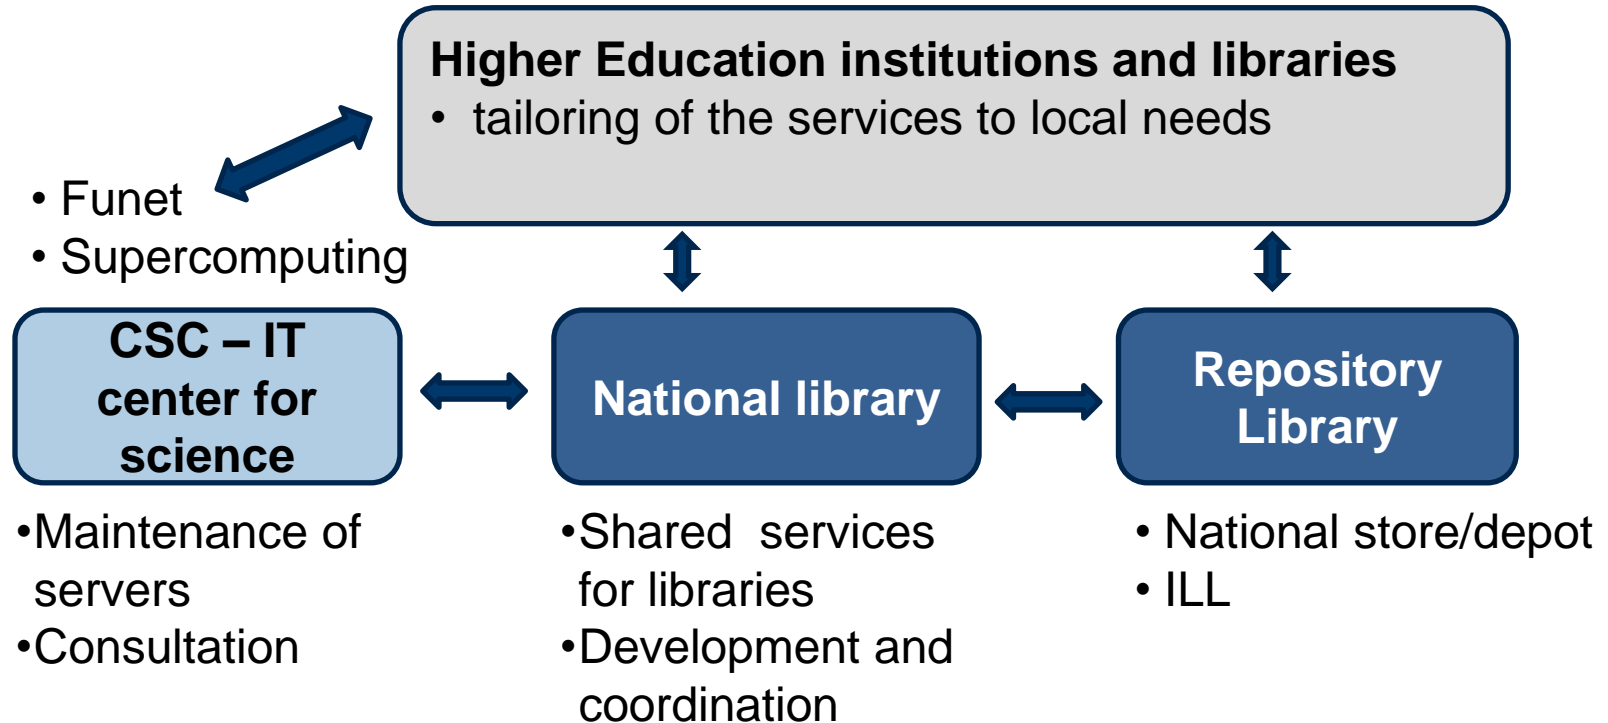 Higher Education institutions and libraries
• tailoring of the services to local needs
• Funet
• Supercomputing
CSC – IT
center for
science
National library
Repository
Library
•Maintenance of
servers
•Consultation
•Shared services
for libraries
•Development and
coordination
• National store/depot
• ILL